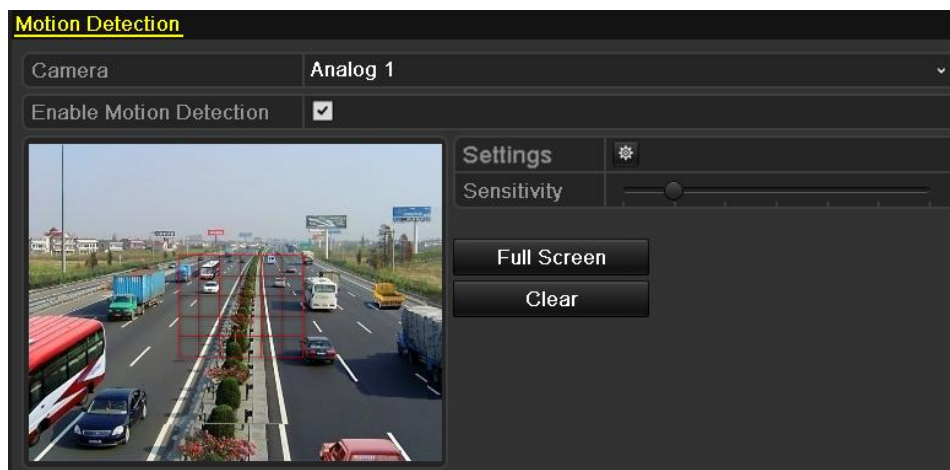 Motion Detection
Camera
Analog 1
Enable Motion Detection
Settings
Sensitivity
Full Screen
Clear